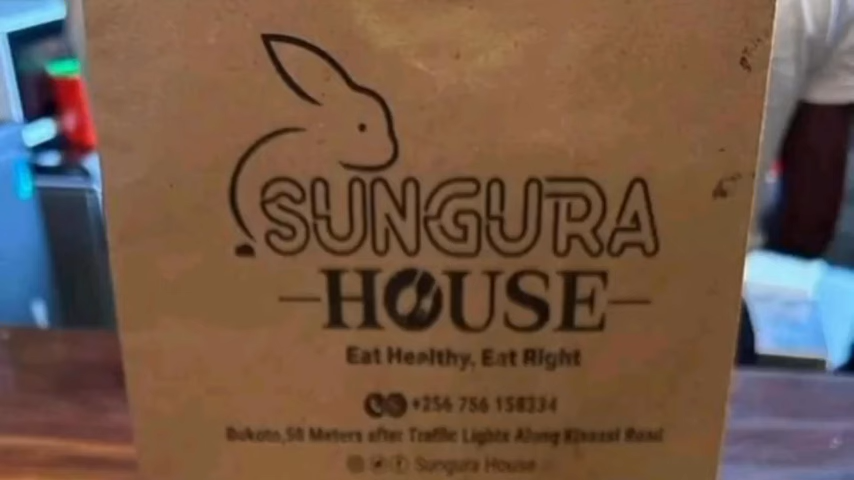 SUNGURA
HOUSE
Eat Healthy, Eat Right
+256 756 158334
Bukoto,50 Meters after Traffic Lights Along Kisaasi Road
Sungura House